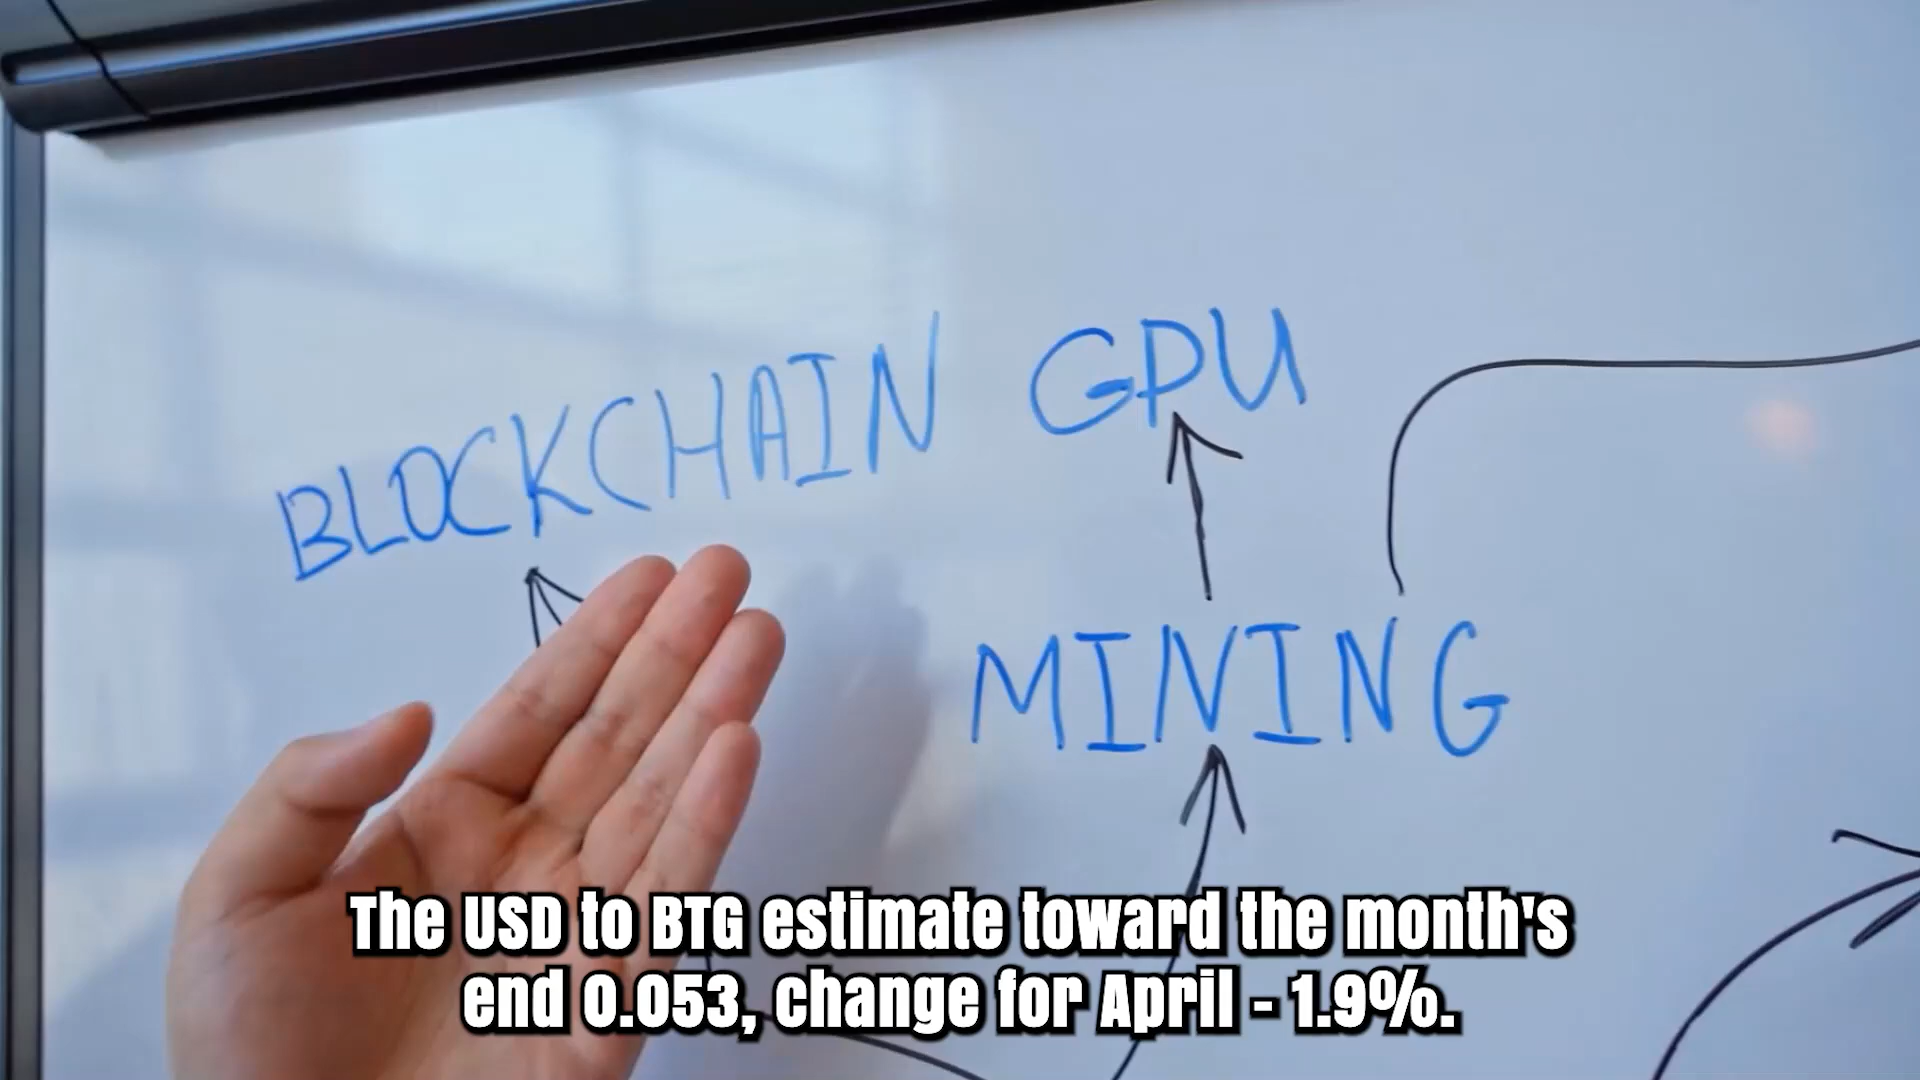 BLOCKCHAIN GPU
MINING
The USD to BTG estimate toward the month's
end 0.053, change for April - 1.9%.